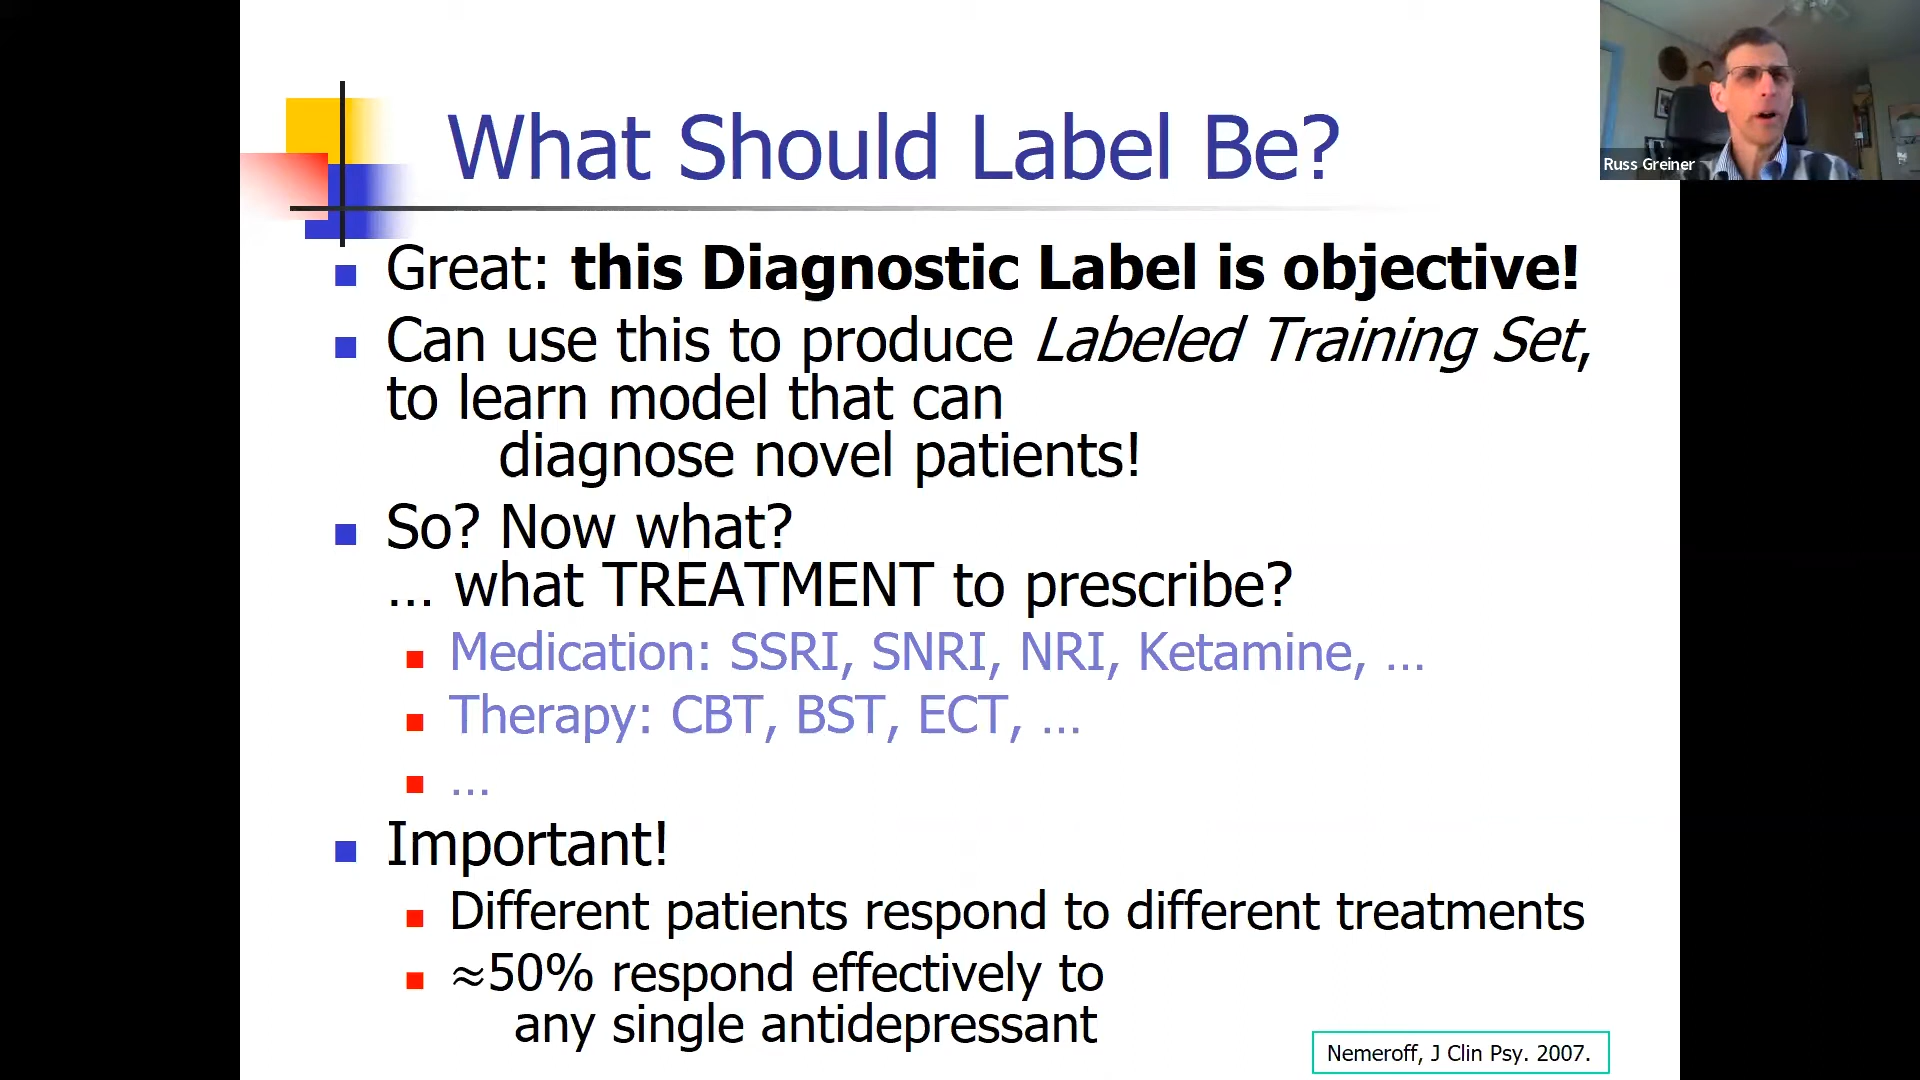 What Should Label Be?
Russ Greiner
Great: this Diagnostic Label is objective!
Can use this to produce Labeled Training Set,
to learn model that can
diagnose novel patients!
So? Now what?
… what TREATMENT to prescribe?
Medication: SSRI, SNRI, NRI, Ketamine, …
Therapy: CBT, BST, ECT, …
…
Important!
Different patients respond to different treatments
≈50% respond effectively to
any single antidepressant
Nemeroff, J Clin Psy. 2007.